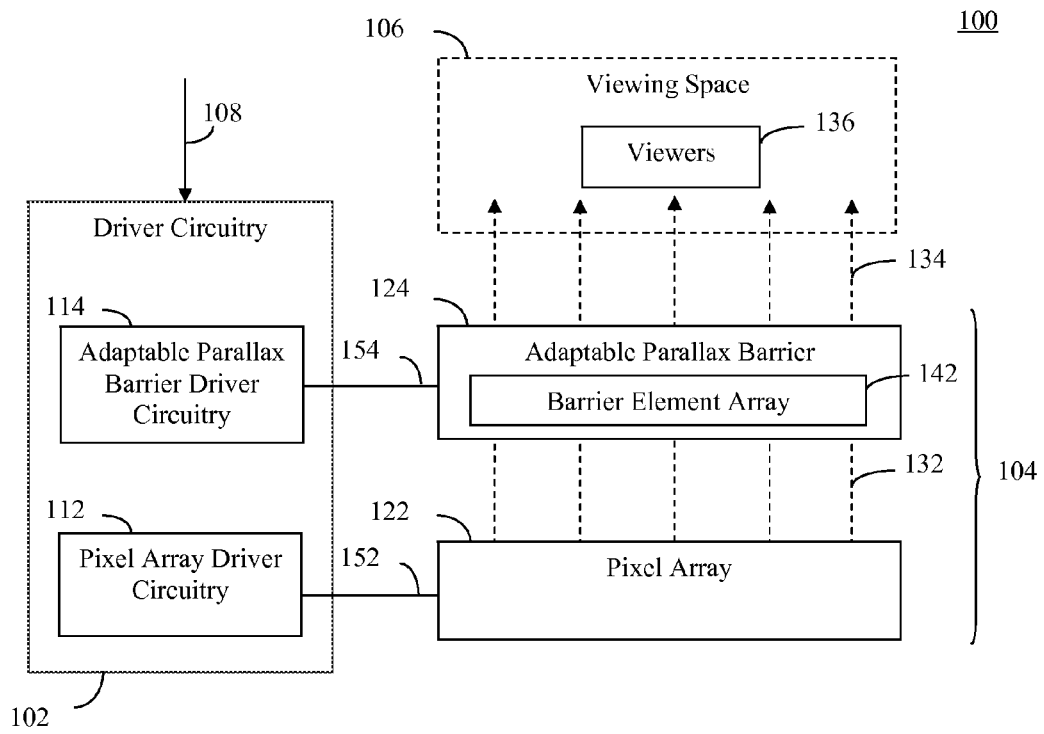 100
106
Viewing Space
108
136
Viewers
Driver Circuitry
134
114
124
Adaptable Parallax
Barrier Driver
Circuitry
154
Adaptable Parallax Barrier
142
Barrier Element Array
132
104
112
122
Pixel Array Driver
Circuitry
152
Pixel Array
102